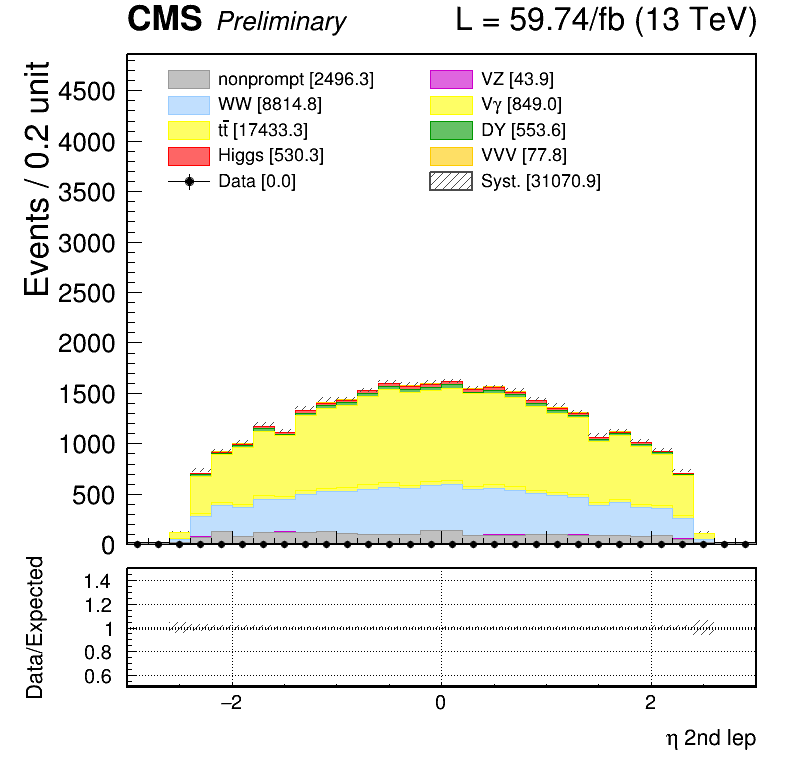 CMS Preliminary L = 59.74/fb (13 TeV)
Events / 0.2 unit
4500
4000
3500
3000
2500
2000
1500
1000
500
0
nonprompt [2496.3]
WW [8814.8]
tt̄ [17433.3]
Higgs [530.3]
Data [0.0]
VZ [43.9]
Vγ [849.0]
DY [553.6]
VVV [77.8]
Syst. [31070.9]
Data/Expected
1.4
1.2
1
0.8
0.6
−2 0 2
η 2nd lep